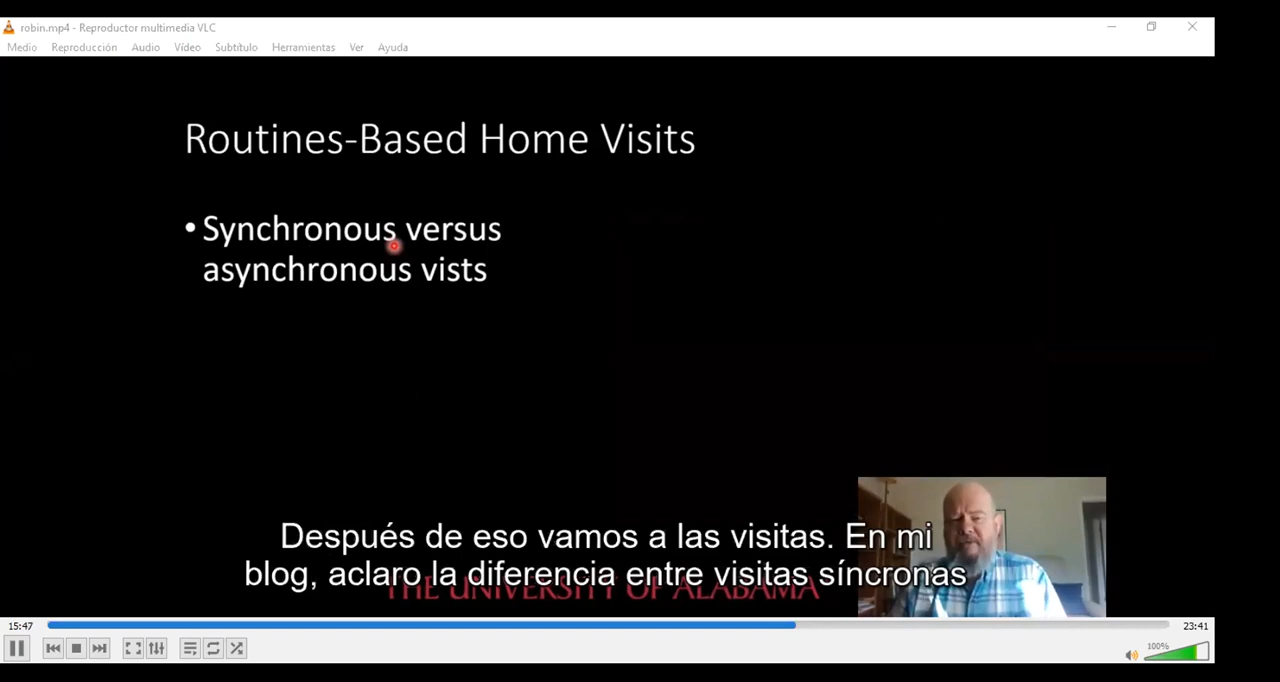 robin.mp4 - Reproductor multimedia VLC
Medio Reproducción Audio Vídeo Subtítulo Herramientas Ver Ayuda
Routines-Based Home Visits
• Synchronous versus
asynchronous vists
Después de eso vamos a las visitas. En mi
blog, aclaro la diferencia entre visitas síncronas
THE UNIVERSITY OF ALABAMA
15:47 23:41
100%